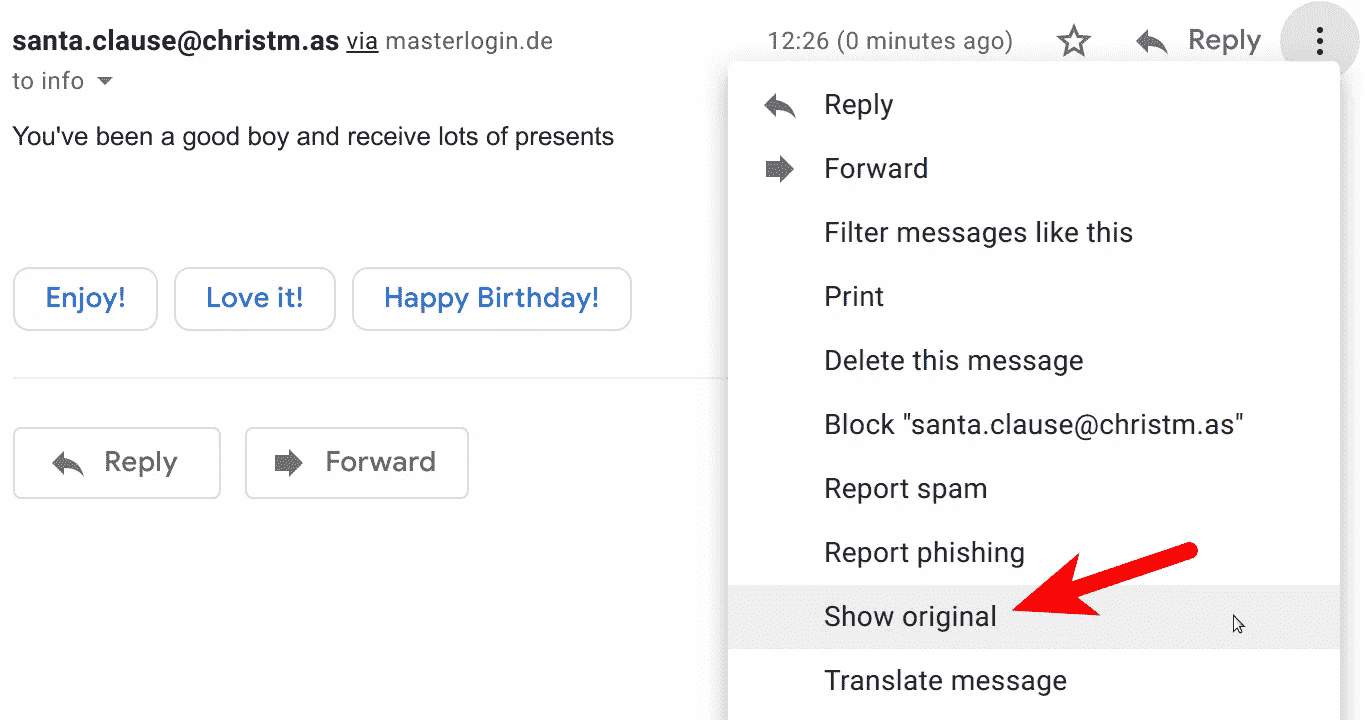 santa.clause@christm.as via masterlogin.de 12:26 (0 minutes ago) Reply
to info
You've been a good boy and receive lots of presents
Enjoy! Love it! Happy Birthday!
Reply Forward
Reply
Forward
Filter messages like this
Print
Delete this message
Block "santa.clause@christm.as"
Report spam
Report phishing
Show original
Translate message